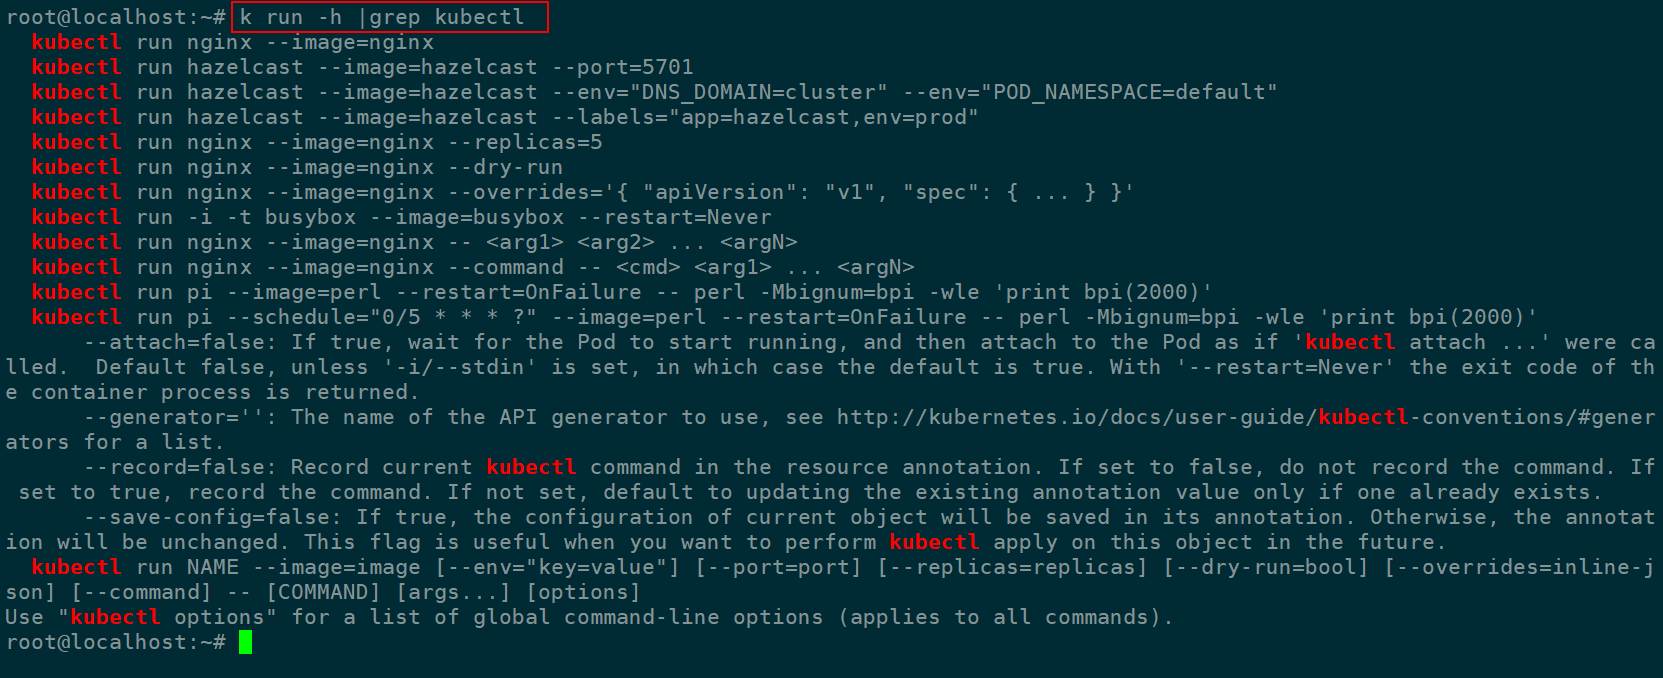 root@localhost:~# k run -h |grep kubectl
  kubectl run nginx --image=nginx
  kubectl run hazelcast --image=hazelcast --port=5701
  kubectl run hazelcast --image=hazelcast --env="DNS_DOMAIN=cluster" --env="POD_NAMESPACE=default"
  kubectl run hazelcast --image=hazelcast --labels="app=hazelcast,env=prod"
  kubectl run nginx --image=nginx --replicas=5
  kubectl run nginx --image=nginx --dry-run
  kubectl run nginx --image=nginx --overrides='{ "apiVersion": "v1", "spec": { ... } }'
  kubectl run -i -t busybox --image=busybox --restart=Never
  kubectl run nginx --image=nginx -- <arg1> <arg2> ... <argN>
  kubectl run nginx --image=nginx --command -- <cmd> <arg1> ... <argN>
  kubectl run pi --image=perl --restart=OnFailure -- perl -Mbignum=bpi -wle 'print bpi(2000)'
  kubectl run pi --schedule="0/5 * * * ?" --image=perl --restart=OnFailure -- perl -Mbignum=bpi -wle 'print bpi(2000)'
      --attach=false: If true, wait for the Pod to start running, and then attach to the Pod as if 'kubectl attach ...' were ca
lled.  Default false, unless '-i/--stdin' is set, in which case the default is true. With '--restart=Never' the exit code of th
e container process is returned.
      --generator='': The name of the API generator to use, see http://kubernetes.io/docs/user-guide/kubectl-conventions/#gener
ators for a list.
      --record=false: Record current kubectl command in the resource annotation. If set to false, do not record the command. If
 set to true, record the command. If not set, default to updating the existing annotation value only if one already exists.
      --save-config=false: If true, the configuration of current object will be saved in its annotation. Otherwise, the annotat
ion will be unchanged. This flag is useful when you want to perform kubectl apply on this object in the future.
  kubectl run NAME --image=image [--env="key=value"] [--port=port] [--replicas=replicas] [--dry-run=bool] [--overrides=inline-j
son] [--command] -- [COMMAND] [args...] [options]
Use "kubectl options" for a list of global command-line options (applies to all commands).
root@localhost:~#